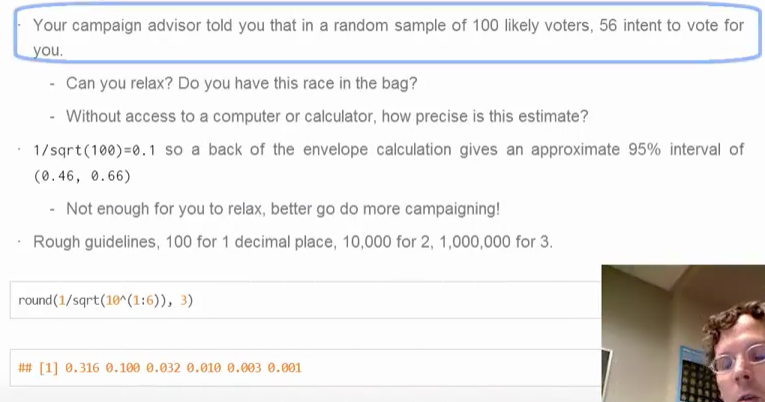 · Your campaign advisor told you that in a random sample of 100 likely voters, 56 intent to vote for
you.
- Can you relax? Do you have this race in the bag?
- Without access to a computer or calculator, how precise is this estimate?
· 1/sqrt(100)=0.1 so a back of the envelope calculation gives an approximate 95% interval of
(0.46, 0.66)
- Not enough for you to relax, better go do more campaigning!
· Rough guidelines, 100 for 1 decimal place, 10,000 for 2, 1,000,000 for 3.
round(1/sqrt(10^(1:6)), 3)
## [1] 0.316 0.100 0.032 0.010 0.003 0.001